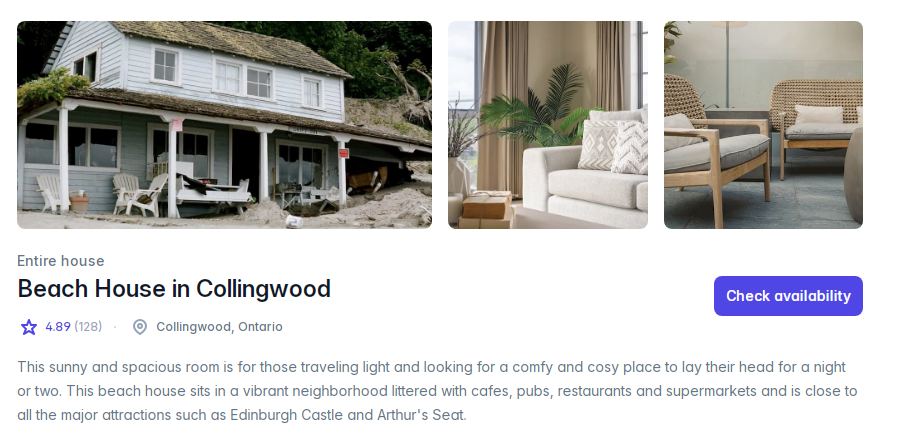 Entire house
Beach House in Collingwood
Check availability
4.89 (128) · Collingwood, Ontario
This sunny and spacious room is for those traveling light and looking for a comfy and cosy place to lay their head for a night
or two. This beach house sits in a vibrant neighborhood littered with cafes, pubs, restaurants and supermarkets and is close to
all the major attractions such as Edinburgh Castle and Arthur's Seat.